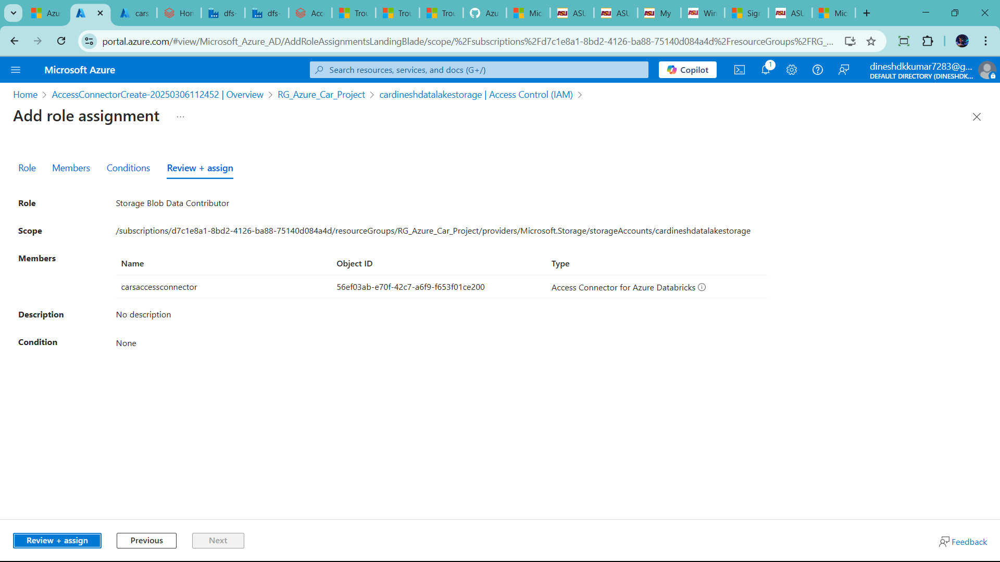 Azu
cars
Hon
dfs-
dfs-
Acc
Trou
Trou
Trou
Azu
Mic
ASU
ASU
My
Win
Sign
ASU
Mic
portal.azure.com/#view/Microsoft_Azure_AD/AddRoleAssignmentsLandingBlade/scope/%2Fsubscriptions%2Fd7c1e8a1-8bd2-4126-ba88-75140d084a4d%2FresourceGroups%2FRG_...
Microsoft Azure
Search resources, services, and docs (G+/)
Copilot
1
dineshdkkumar7283@g...
DEFAULT DIRECTORY (DINESHDK...
Home > AccessConnectorCreate-20250306112452 | Overview > RG_Azure_Car_Project > cardineshdatalakestorage | Access Control (IAM) >
Add role assignment ...
Role Members Conditions Review + assign
Role Storage Blob Data Contributor
Scope /subscriptions/d7c1e8a1-8bd2-4126-ba88-75140d084a4d/resourceGroups/RG_Azure_Car_Project/providers/Microsoft.Storage/storageAccounts/cardineshdatalakestorage
Members
Name Object ID Type
carsaccessconnector 56ef03ab-e70f-42c7-a6f9-f653f01ce200 Access Connector for Azure Databricks
Description No description
Condition None
Review + assign Previous Next
Feedback